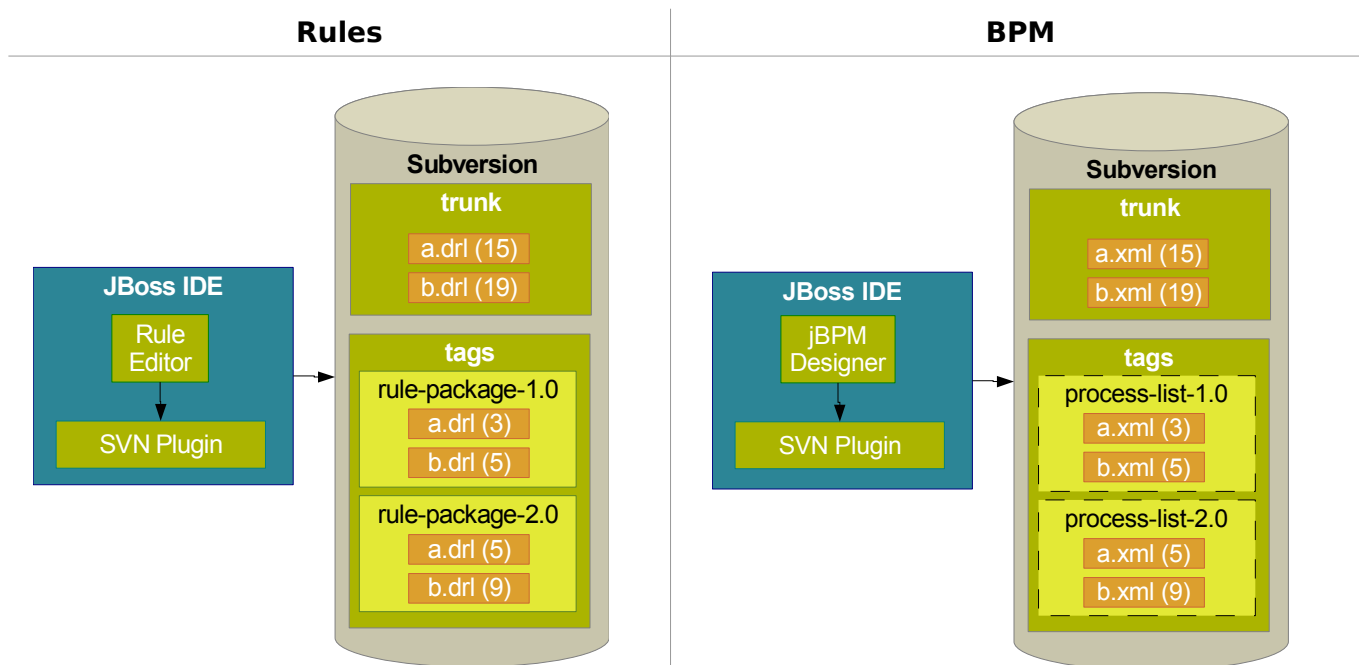 Rules
BPM
Subversion
trunk
a.drl (15)
b.drl (19)
JBoss IDE
Rule
Editor
SVN Plugin
tags
rule-package-1.0
a.drl (3)
b.drl (5)
rule-package-2.0
a.drl (5)
b.drl (9)
Subversion
trunk
a.xml (15)
b.xml (19)
JBoss IDE
jBPM
Designer
SVN Plugin
tags
process-list-1.0
a.xml (3)
b.xml (5)
process-list-2.0
a.xml (5)
b.xml (9)